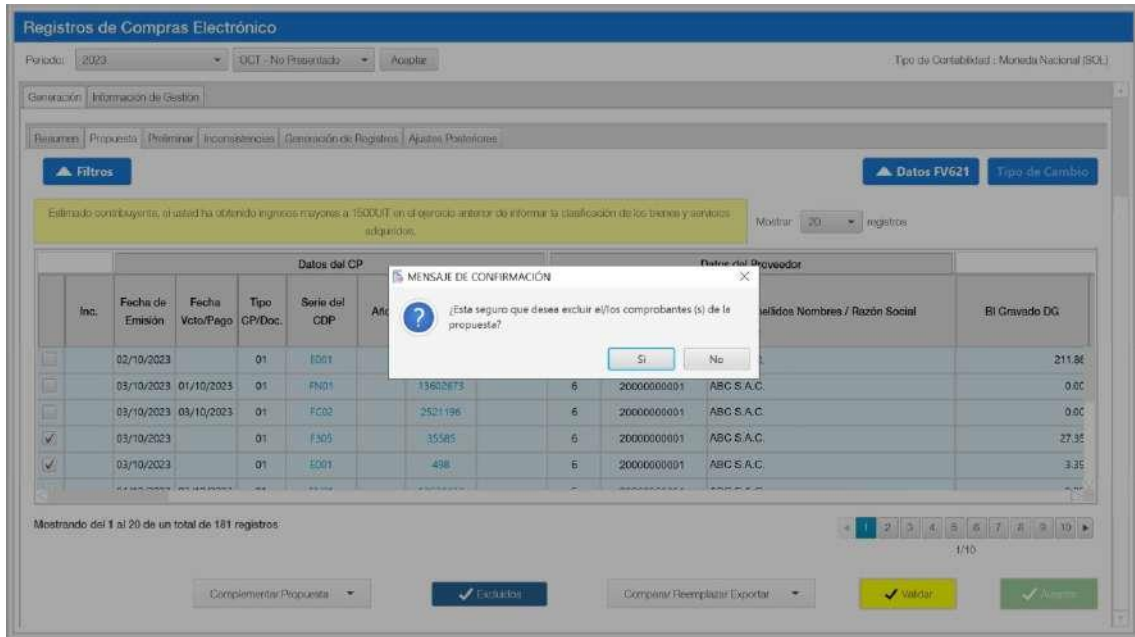 Registros de Compras Electrónico
Periodo: 2023 OCT - No Presentado Aceptar Tipo de Contabilidad : Moneda Nacional (SOL)
Generación Información de Gestión
Resumen Propuesta Preliminar Inconsistencias Generación de Registros Ajustes Posteriores
Filtros Datos FV621 Tipo de Cambio
Estimado contribuyente, si usted ha obtenido ingresos mayores a 1500UIT en el ejercicio anterior de informar la clasificación de los bienes y servicios
adquiridos.
Mostrar 20 registros
Datos del CP Datos del Proveedor
MENSAJE DE CONFIRMACIÓN
¿Esta seguro que desea excluir el/los comprobantes (s) de la
propuesta?
Si No
Inc. Fecha de Emisión Fecha Vcto/Pago Tipo CP/Doc. Serie del CDP Año ellidos Nombres / Razón Social BI Gravado DG
02/10/2023 01 E001 211.86
03/10/2023 01/10/2023 01 FN01 13602673 6 20000000001 ABC S.A.C. 0.00
03/10/2023 03/10/2023 01 FC02 2521196 6 20000000001 ABC S.A.C. 0.00
03/10/2023 01 F305 35585 6 20000000001 ABC S.A.C. 27.35
03/10/2023 01 E001 498 6 20000000001 ABC S.A.C. 3.39
Mostrando del 1 al 20 de un total de 181 registros
1 2 3 4 5 6 7 8 9 10
1/10
Complementar Propuesta Excluidos Comparar Reemplazar Exportar Validar Aceptar